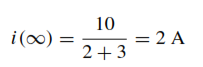 i(∞) = 10 / (2 + 3) = 2 A